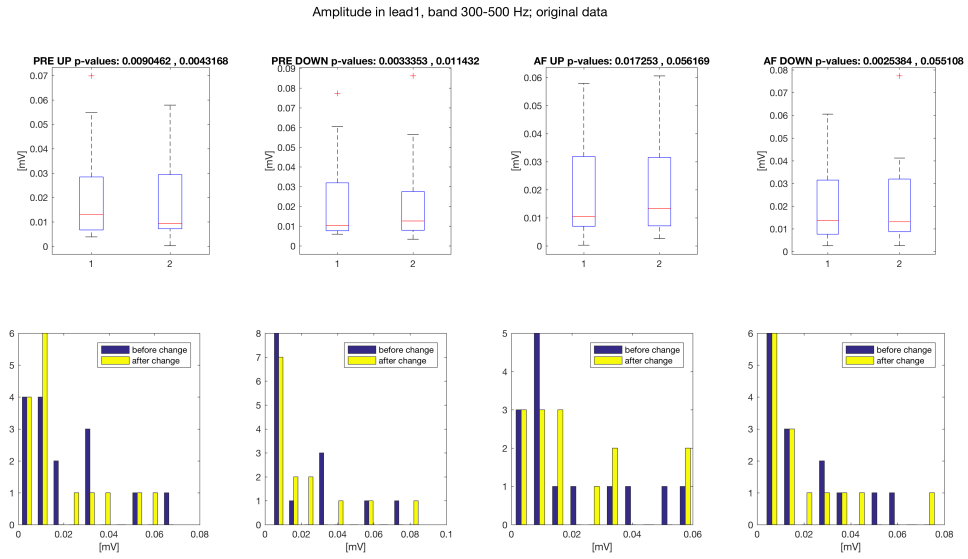 Amplitude in lead1, band 300-500 Hz; original data
PRE UP p-values: 0.0090462 , 0.0043168
0.07
0.06
0.05
0.04
0.03
0.02
0.01
0
[mV]
1 2
PRE DOWN p-values: 0.0033353 , 0.011432
0.09
0.08
0.07
0.06
0.05
0.04
0.03
0.02
0.01
0
[mV]
1 2
AF UP p-values: 0.017253 , 0.056169
0.06
0.05
0.04
0.03
0.02
0.01
0
[mV]
1 2
AF DOWN p-values: 0.0025384 , 0.055108
0.08
0.07
0.06
0.05
0.04
0.03
0.02
0.01
0
[mV]
1 2
6
5
4
3
2
1
0
before change
after change
0 0.02 0.04 0.06 0.08
[mV]
8
7
6
5
4
3
2
1
0
before change
after change
0 0.02 0.04 0.06 0.08 0.1
[mV]
5
4
3
2
1
0
before change
after change
0 0.02 0.04 0.06
[mV]
6
5
4
3
2
1
0
before change
after change
0 0.02 0.04 0.06 0.08
[mV]